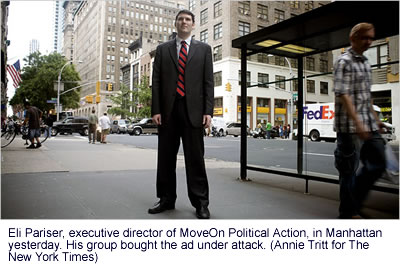 FedEx
Eli Pariser, executive director of MoveOn Political Action, in Manhattan
yesterday. His group bought the ad under attack. (Annie Tritt for The
New York Times)